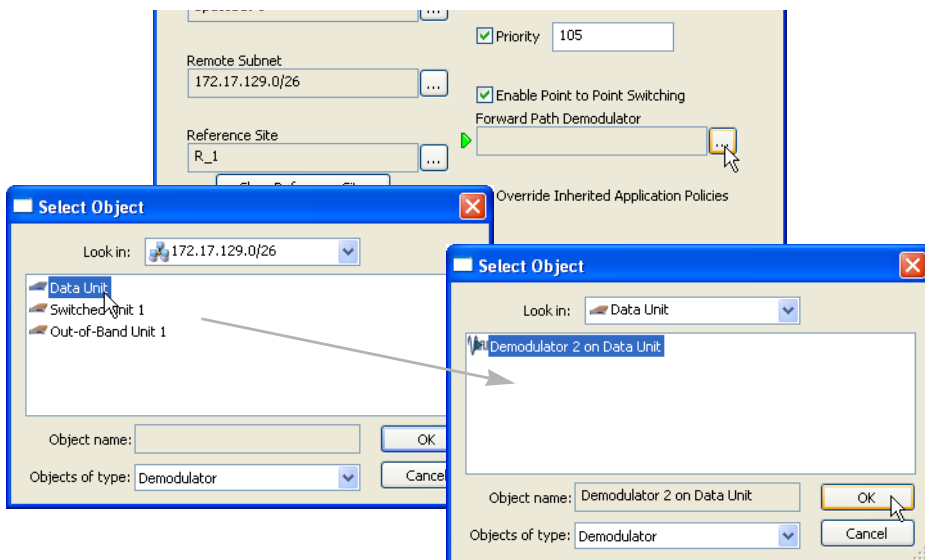 Priority 105
Remote Subnet
172.17.129.0/26
...
Enable Point to Point Switching
Forward Path Demodulator
...
Reference Site
R_1
...
Override Inherited Application Policies
Select Object
Look in: 172.17.129.0/26
Data Unit
Switched Unit 1
Out-of-Band Unit 1
Object name:
OK
Objects of type: Demodulator
Cancel
Select Object
Look in: Data Unit
Demodulator 2 on Data Unit
Object name: Demodulator 2 on Data Unit
OK
Objects of type: Demodulator
Cancel